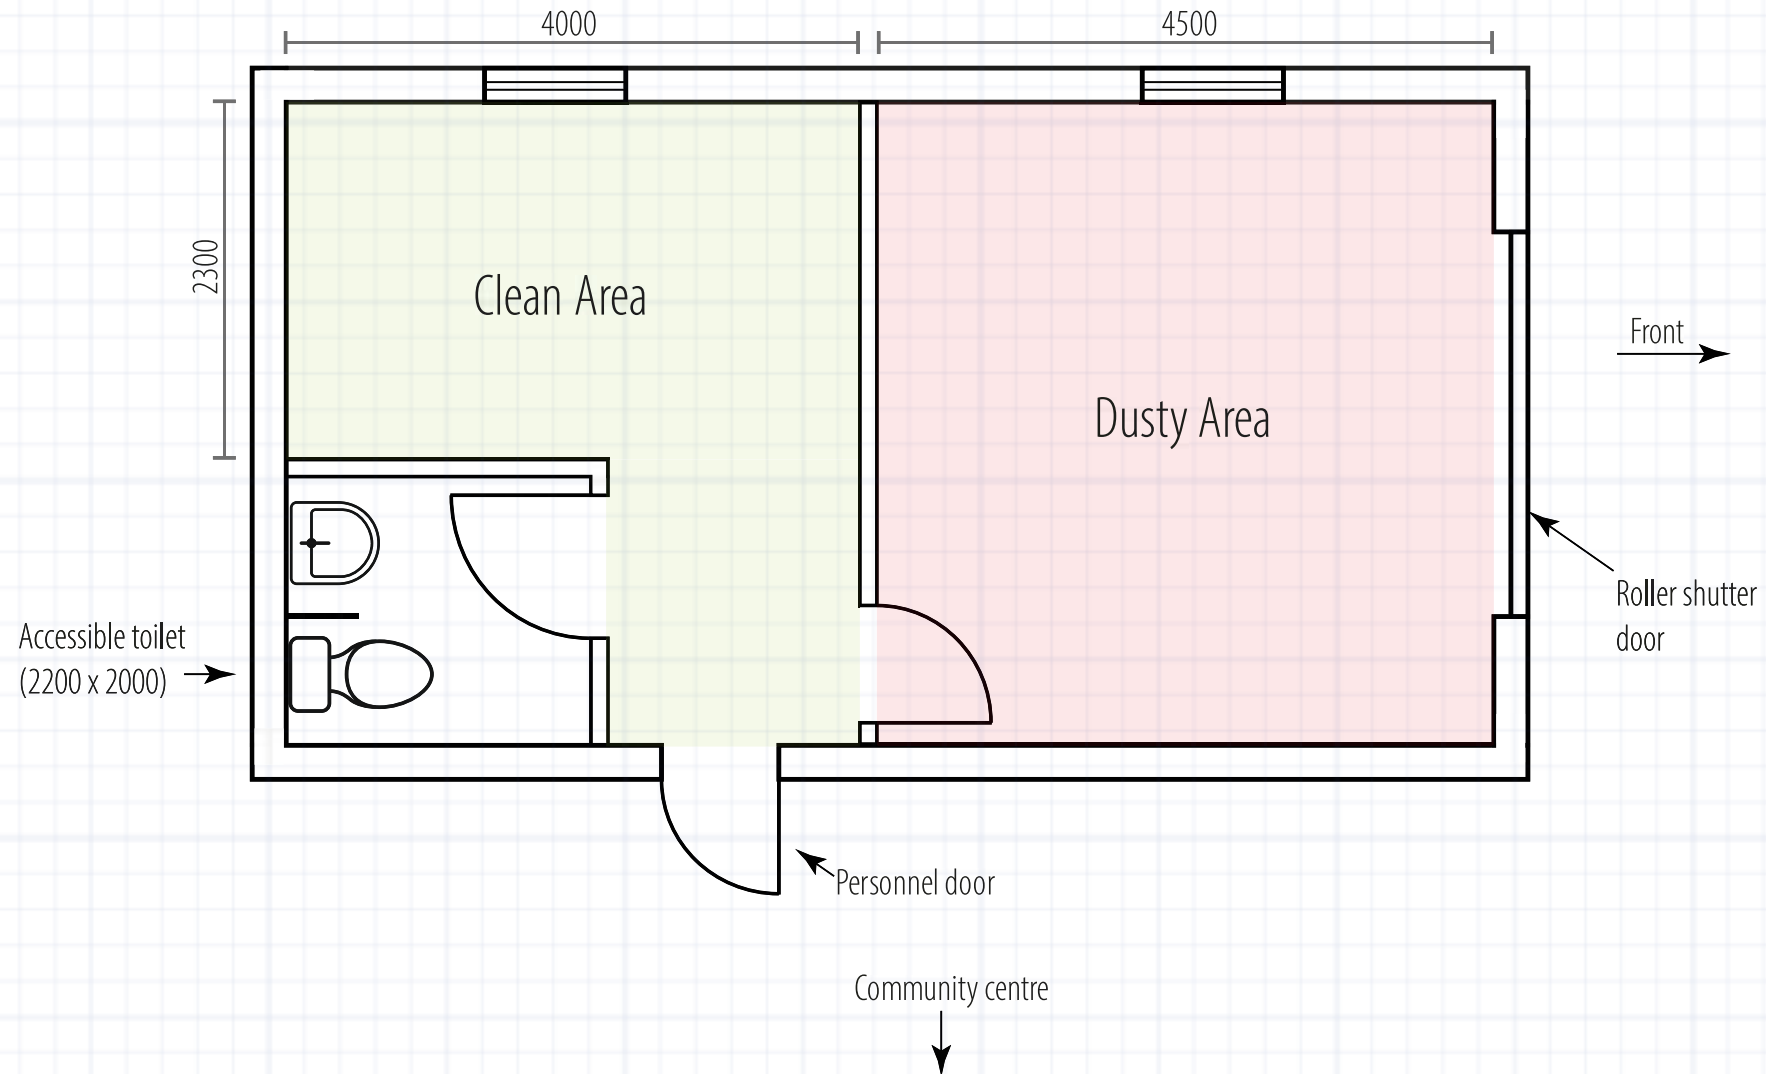 4000
4500
2300
Clean Area
Dusty Area
Front
Roller shutter
door
Accessible toilet
(2200 x 2000)
Personnel door
Community centre